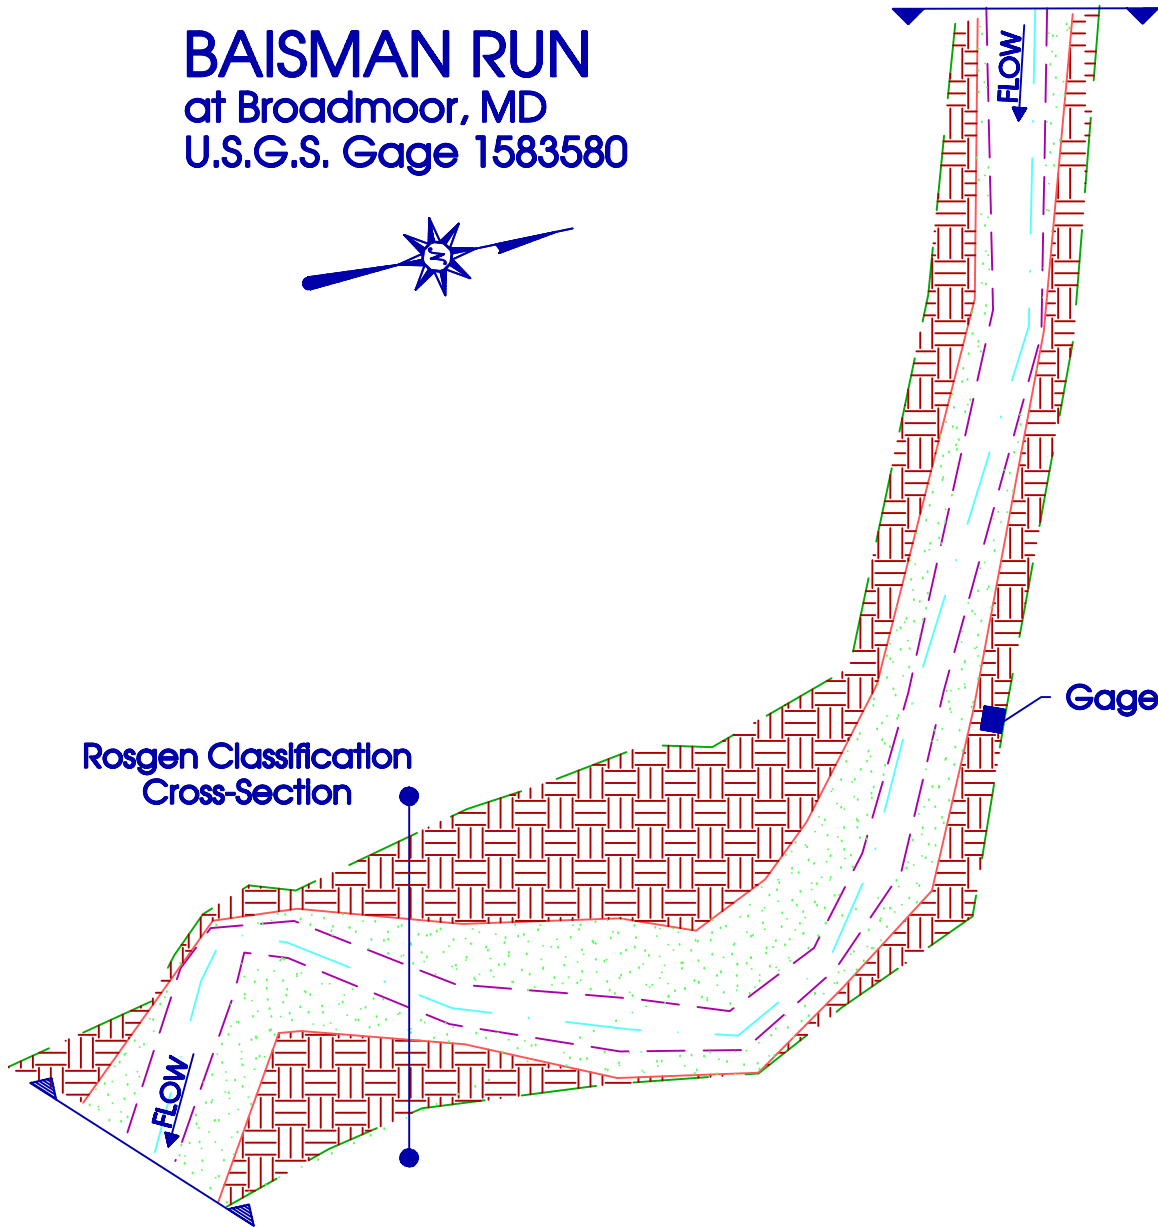 BAISMAN RUN
at Broadmoor, MD
U.S.G.S. Gage 1583580
FLOW
N
Gage
Rosgen Classification
Cross-Section
FLOW